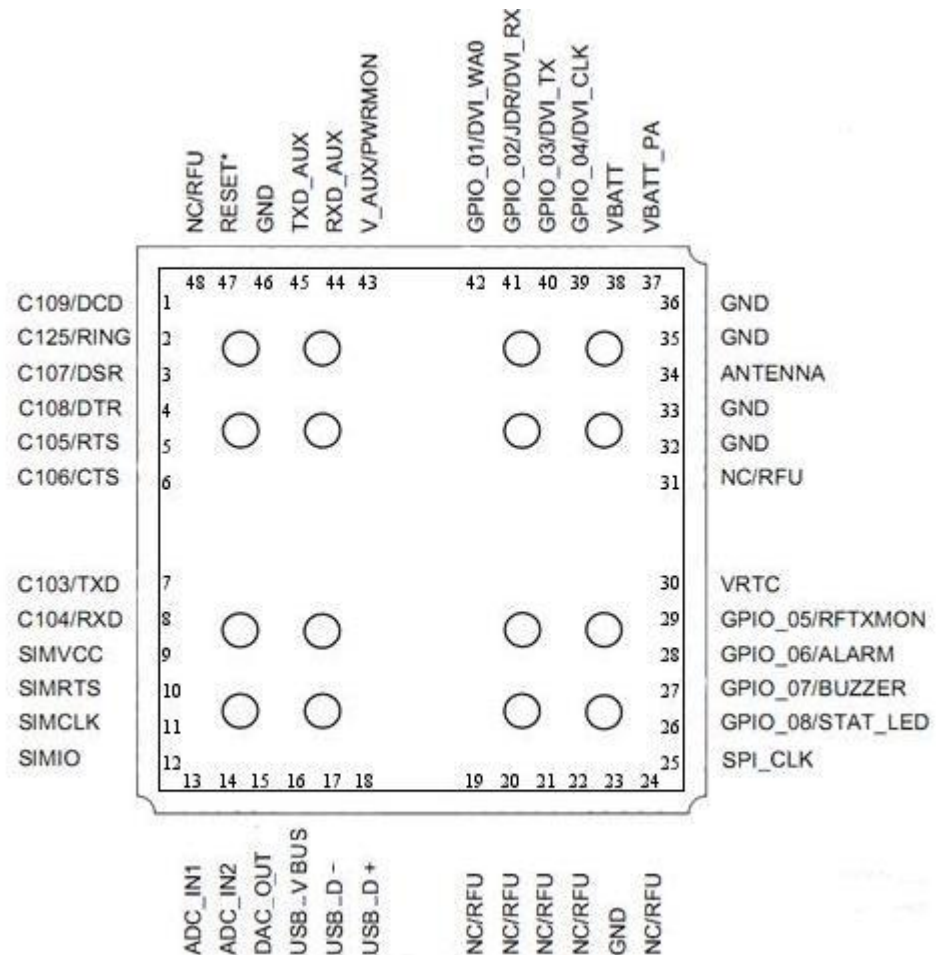 NC/RFU
RESET*
GND
TXD_AUX
RXD_AUX
V_AUX/PWRMON
GPIO_01/DVI_WA0
GPIO_02/JDR/DVI_RX
GPIO_03/DVI_TX
GPIO_04/DVI_CLK
VBATT
VBATT_PA
48 47 46 45 44 43 42 41 40 39 38 37
C109/DCD 1 36 GND
C125/RING 2 35 GND
C107/DSR 3 34 ANTENNA
C108/DTR 4 33 GND
C105/RTS 5 32 GND
C106/CTS 6 31 NC/RFU
C103/TXD 7 30 VRTC
C104/RXD 8 29 GPIO_05/RFTXMON
SIMVCC 9 28 GPIO_06/ALARM
SIMRTS 10 27 GPIO_07/BUZZER
SIMCLK 11 26 GPIO_08/STAT_LED
SIMIO 12 25 SPI_CLK
13 14 15 16 17 18 19 20 21 22 23 24
ADC_IN1
ADC_IN2
DAC_OUT
USB_VBUS
USB_D-
USB_D+
NC/RFU
NC/RFU
NC/RFU
NC/RFU
GND
NC/RFU